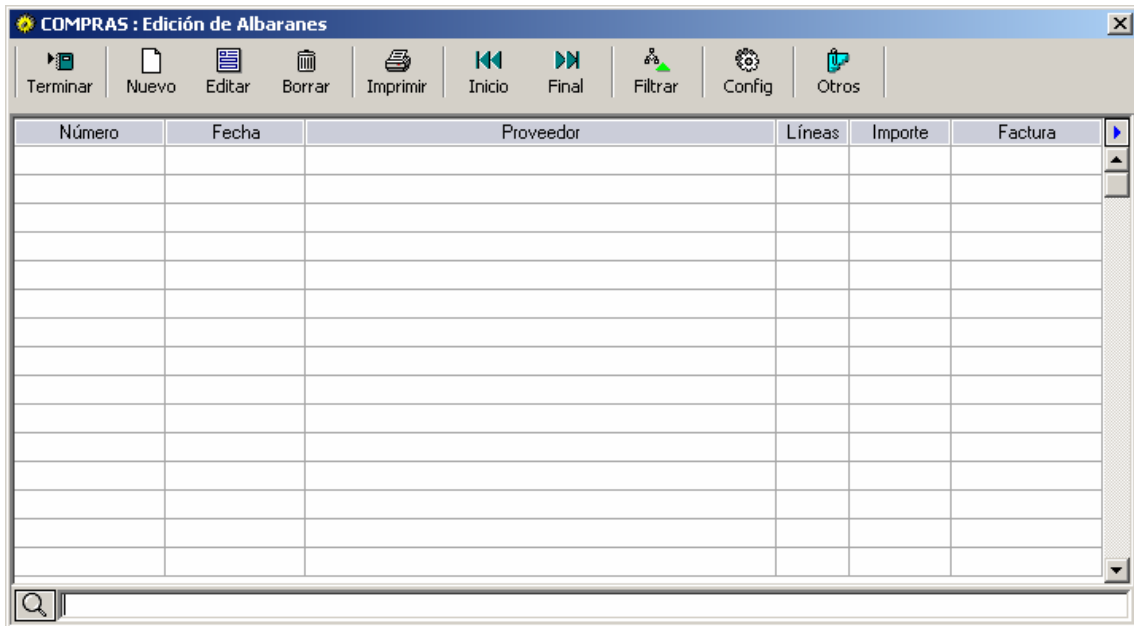 COMPRAS : Edición de Albaranes
Terminar Nuevo Editar Borrar Imprimir Inicio Final Filtrar Config Otros
Número Fecha Proveedor Líneas Importe Factura